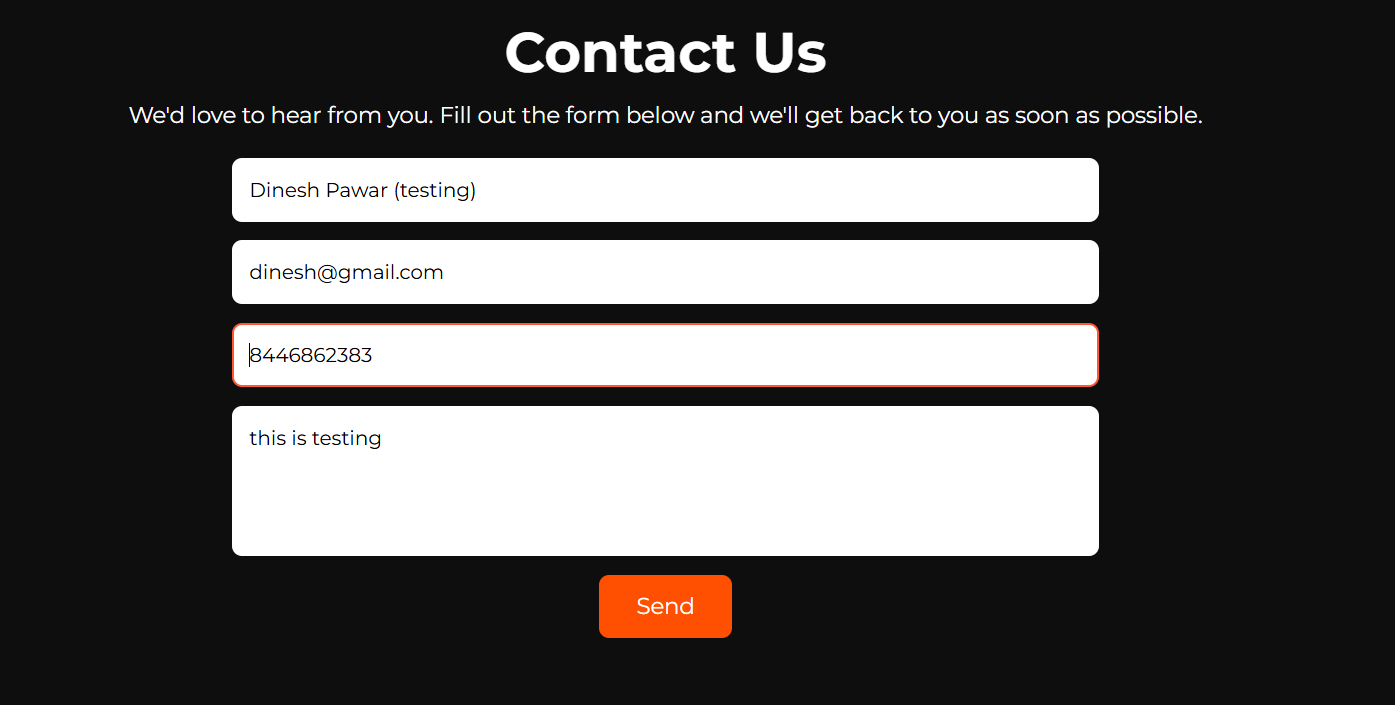 Contact Us
We'd love to hear from you. Fill out the form below and we'll get back to you as soon as possible.
Dinesh Pawar (testing)
dinesh@gmail.com
8446862383
this is testing
Send